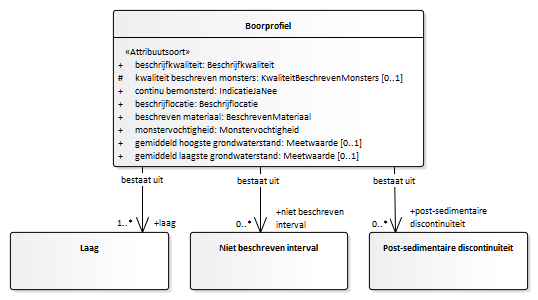 Boorprofiel
«Attribuutsoort»
+ beschrijfkwaliteit: Beschrijfkwaliteit
# kwaliteit beschreven monsters: KwaliteitBeschrevenMonsters [0..1]
+ continu bemonsterd: IndicatieJaNee
+ beschrijflocatie: Beschrijflocatie
+ beschreven materiaal: BeschrevenMateriaal
+ monstervochtigheid: Monstervochtigheid
+ gemiddeld hoogste grondwaterstand: Meetwaarde [0..1]
+ gemiddeld laagste grondwaterstand: Meetwaarde [0..1]
bestaat uit
bestaat uit
bestaat uit
1..* +laag
0..* +niet beschreven
interval
0..* +post-sedimentaire
discontinuïteit
Laag
Niet beschreven interval
Post-sedimentaire discontinuïteit